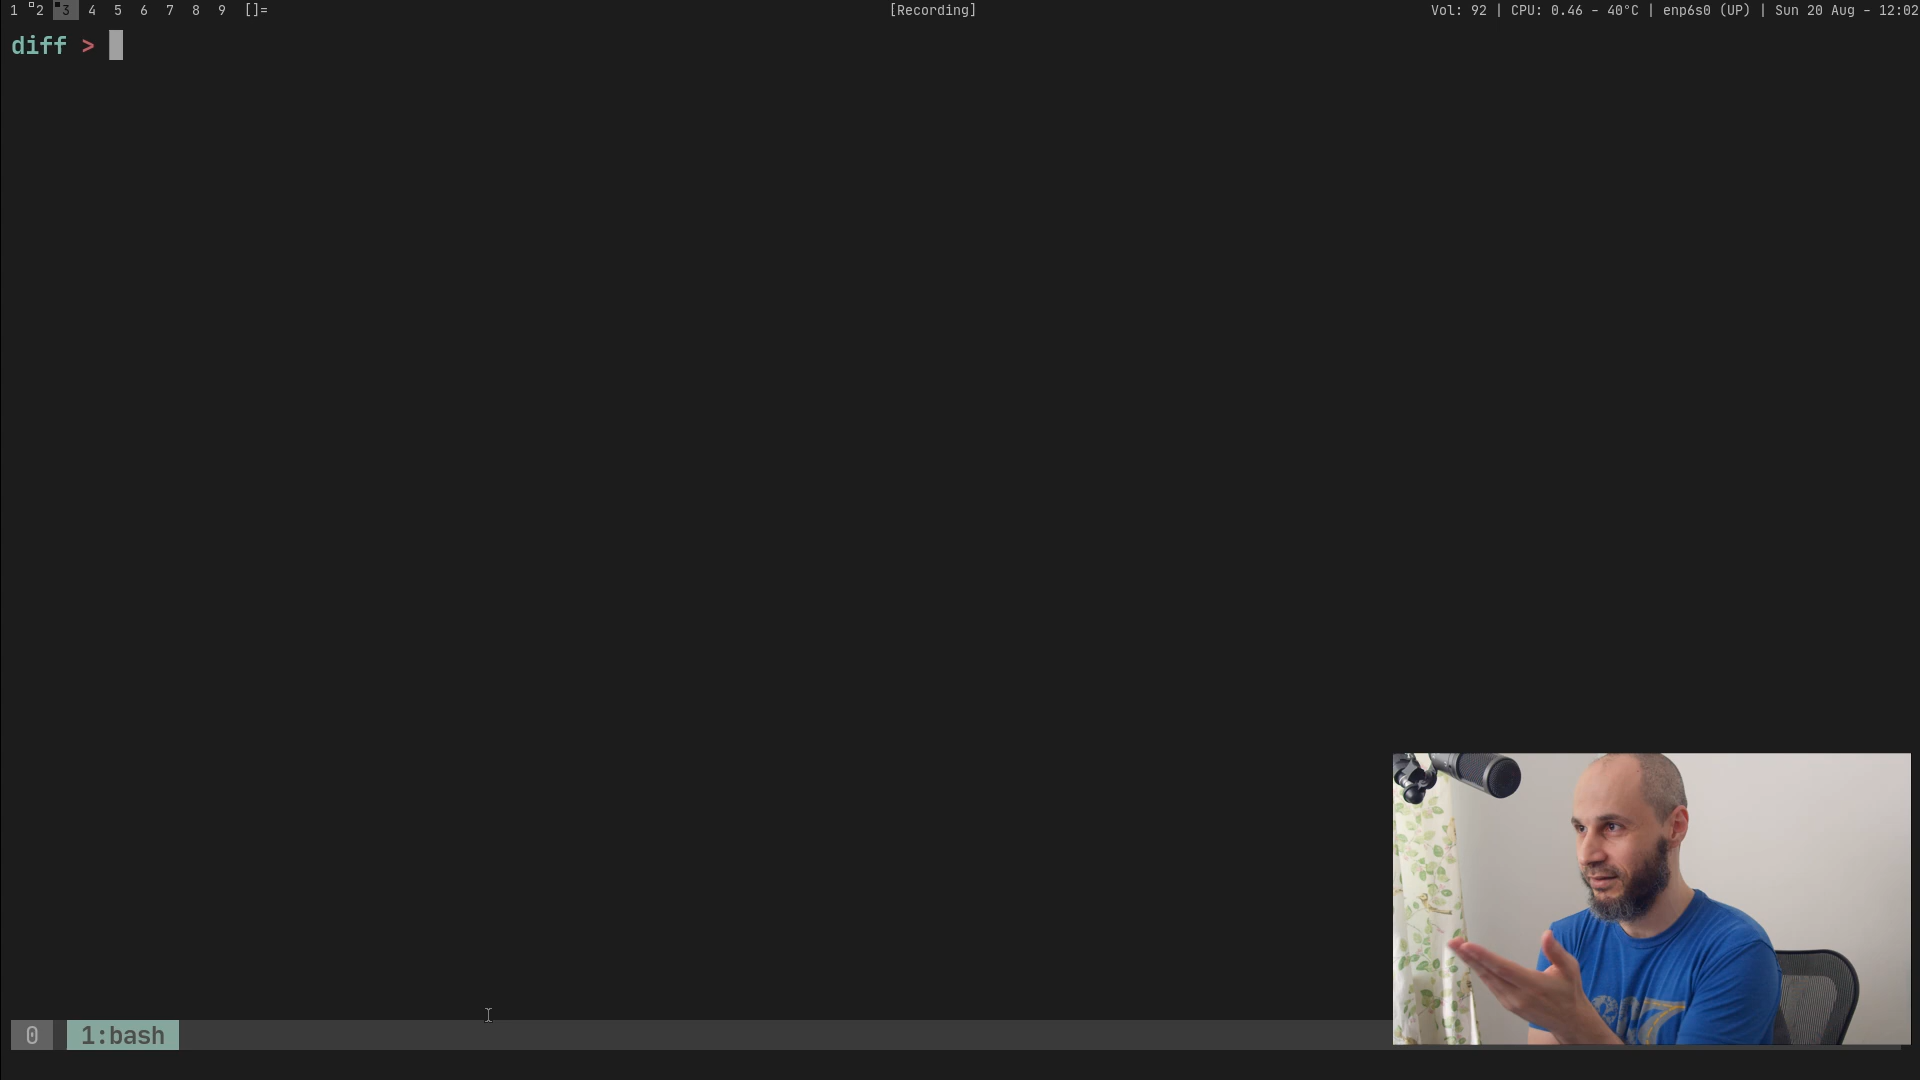 1 2 3 4 5 6 7 8 9 []= [Recording] Vol: 92 | CPU: 0.46 - 40°C | enp6s0 (UP) | Sun 20 Aug - 12:02
diff >
0 1:bash